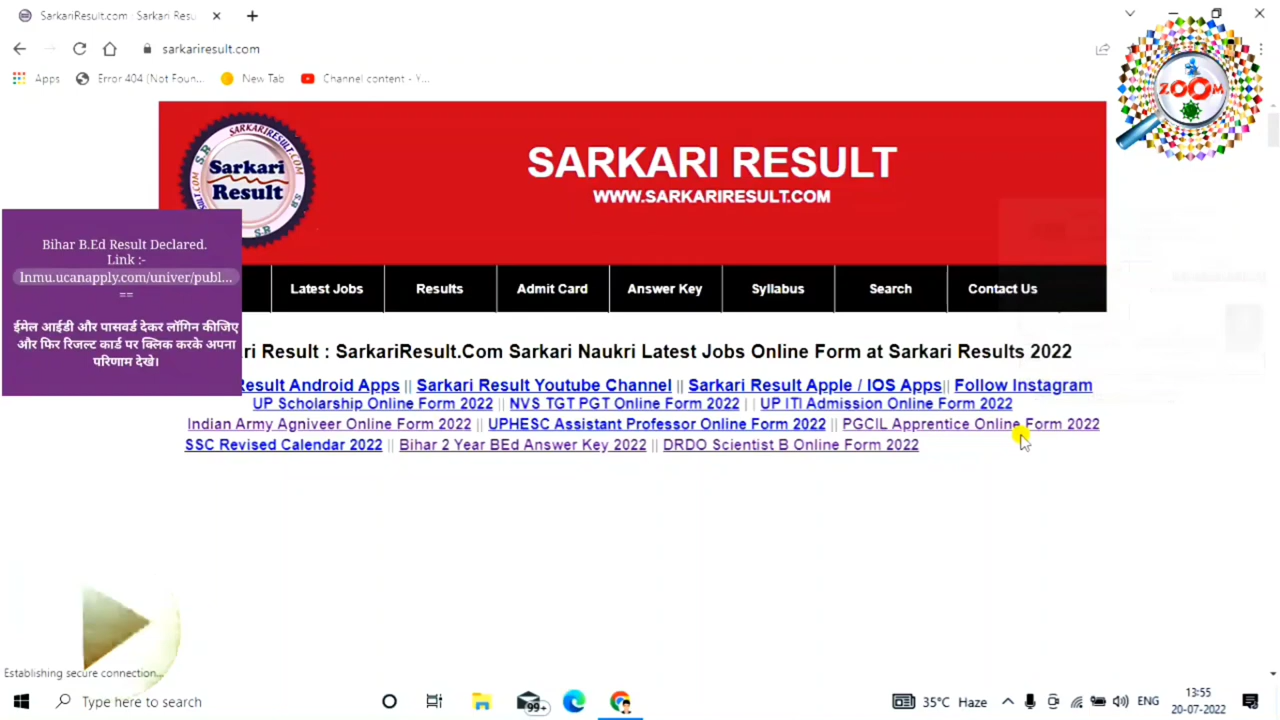 SarkariResult.com : Sarkari Resu
sarkariresult.com
Apps
Error 404 (Not Foun...
New Tab
Channel content - Y...
ZOOM
SARKARIRESULT.COM
S.R
Sarkari
Result
SARKARI RESULT
WWW.SARKARIRESULT.COM
Latest Jobs
Results
Admit Card
Answer Key
Syllabus
Search
Contact Us
Bihar B.Ed Result Declared.
Link :-
lnmu.ucanapply.com/univer/publ...
==
ईमेल आईडी और पासवर्ड देकर लॉगिन कीजिए
और फिर रिजल्ट कार्ड पर क्लिक करके अपना
परिणाम देखे।
ri Result : SarkariResult.Com Sarkari Naukri Latest Jobs Online Form at Sarkari Results 2022
Result Android Apps || Sarkari Result Youtube Channel || Sarkari Result Apple / IOS Apps|| Follow Instagram
UP Scholarship Online Form 2022 || NVS TGT PGT Online Form 2022 | | UP ITI Admission Online Form 2022
Indian Army Agniveer Online Form 2022 || UPHESC Assistant Professor Online Form 2022 || PGCIL Apprentice Online Form 2022
SSC Revised Calendar 2022 || Bihar 2 Year BEd Answer Key 2022 || DRDO Scientist B Online Form 2022
Establishing secure connection...
Type here to search
99+
35°C Haze
ENG
13:55
20-07-2022